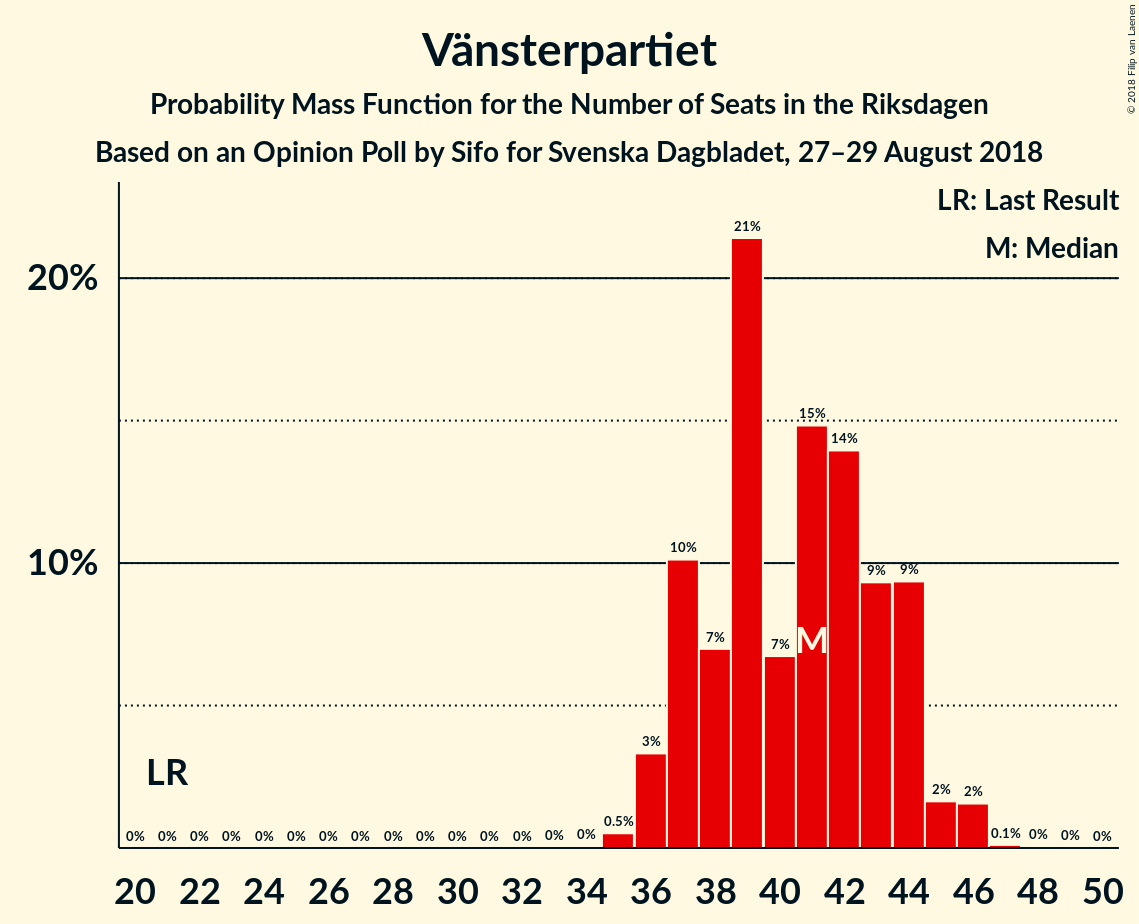 Vänsterpartiet
Probability Mass Function for the Number of Seats in the Riksdagen
Based on an Opinion Poll by Sifo for Svenska Dagbladet, 27–29 August 2018
© 2018 Filip van Laenen
LR: Last Result
M: Median
20%
10%
LR
M
0% 0% 0% 0% 0% 0% 0% 0% 0% 0% 0% 0% 0% 0% 0% 0.5% 3% 10% 7% 21% 7% 15% 14% 9% 9% 2% 2% 0.1% 0% 0% 0%
20 22 24 26 28 30 32 34 36 38 40 42 44 46 48 50